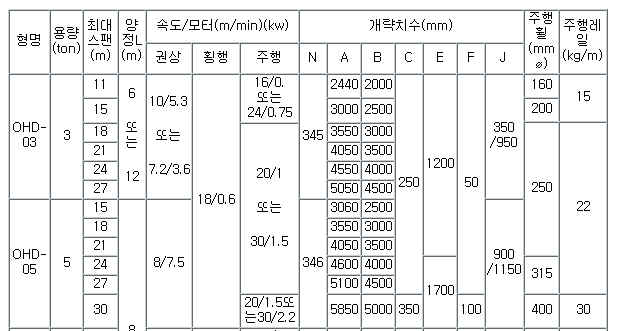 형명 용량(ton) 최대스팬(m) 양정L(m) 속도/모터(m/min)(kw) 개략치수(mm) 주행휠(mmø) 주행레일(kg/m)
권상 횡행 주행 N A B C E F J
OHD-03 3 11 6 또는 12 10/5.3 또는 7.2/3.6 18/0.6 16/0. 또는 24/0.75 345 2440 2000 250 1200 50 350/950 160 15
15 3000 2500 200
18 20/1 또는 30/1.5 3550 3000 250 22
21 4050 3500
24 4550 4000
27 5050 4500
OHD-05 5 15 8 8/7.5 346 3060 2500 900/1150
18 3550 3000
21 4050 3500
24 4600 4000 1700 315
27 5100 4500
30 20/1.5또는30/2.2 5850 5000 350 100 400 30